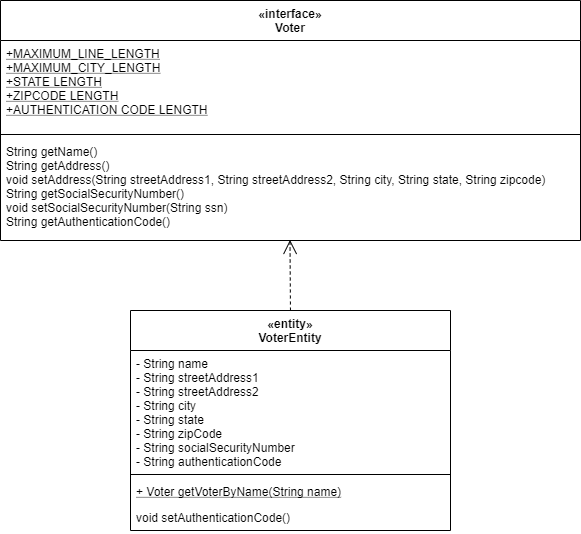 «interface»
Voter
+MAXIMUM_LINE_LENGTH
+MAXIMUM_CITY_LENGTH
+STATE LENGTH
+ZIPCODE LENGTH
+AUTHENTICATION CODE LENGTH
String getName()
String getAddress()
void setAddress(String streetAddress1, String streetAddress2, String city, String state, String zipcode)
String getSocialSecurityNumber()
void setSocialSecurityNumber(String ssn)
String getAuthenticationCode()
«entity»
VoterEntity
- String name
- String streetAddress1
- String streetAddress2
- String city
- String state
- String zipCode
- String socialSecurityNumber
- String authenticationCode
+ Voter getVoterByName(String name)
void setAuthenticationCode()